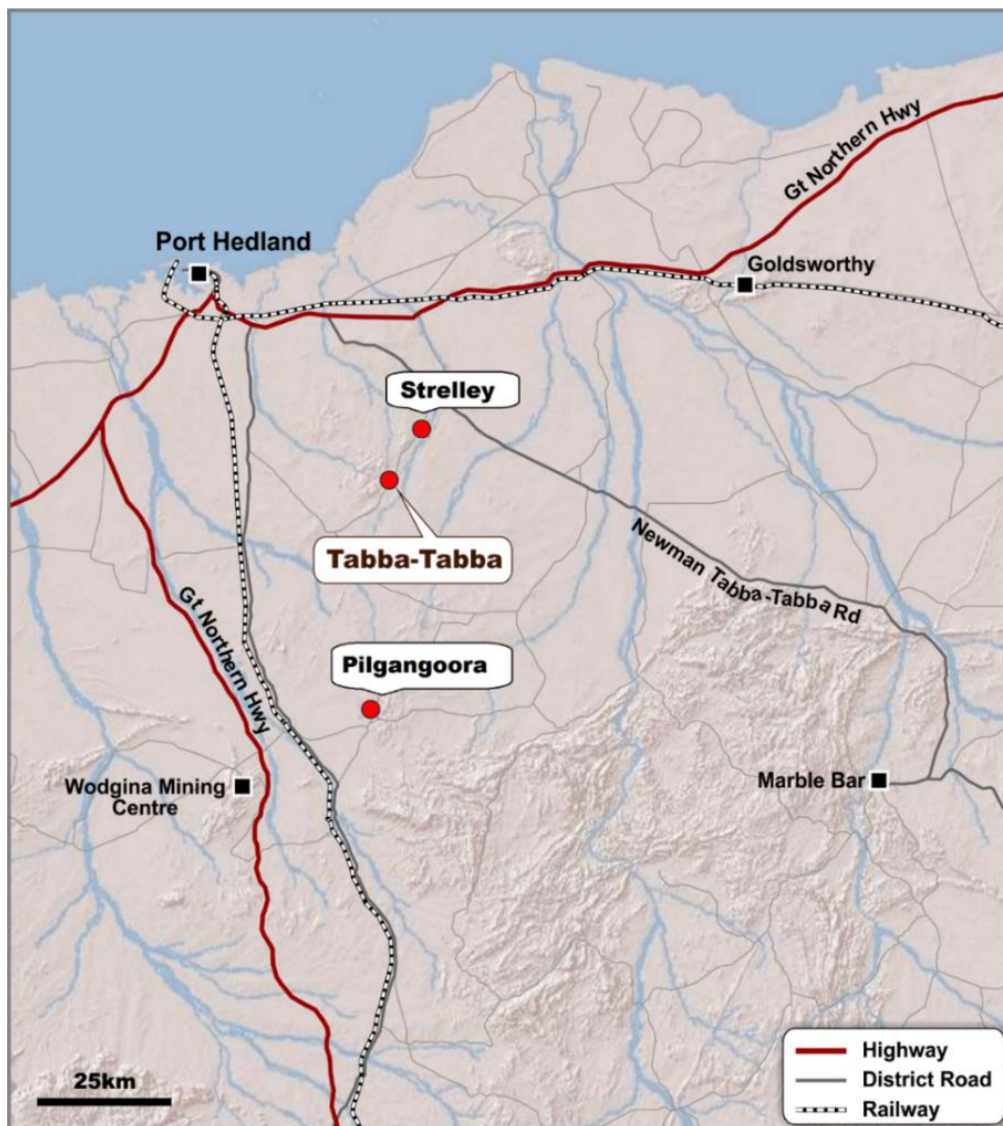 Port Hedland
Gt Northern Hwy
Goldsworthy
Strelley
Tabba-Tabba
Newman Tabba-Tabba Rd
Gt Northern Hwy
Pilgangoora
Wodgina Mining
Centre
Marble Bar
25km
Highway
District Road
Railway